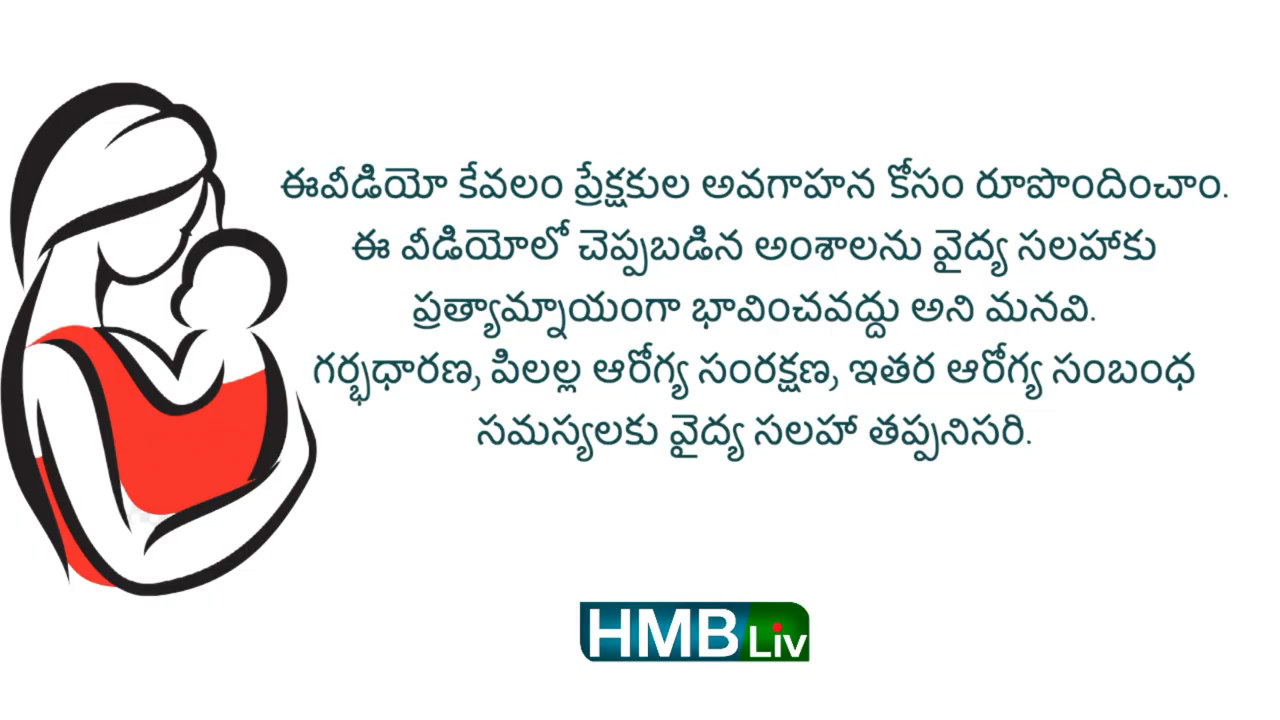 ఈవీడియో కేవలం ప్రేక్షకుల అవగాహన కోసం రూపొందించాం.
ఈ వీడియోలో చెప్పబడిన అంశాలను వైద్య సలహాకు
ప్రత్యామ్నాయంగా భావించవద్దు అని మనవి.
గర్భధారణ, పిలల్ల ఆరోగ్య సంరక్షణ, ఇతర ఆరోగ్య సంబంధ
సమస్యలకు వైద్య సలహా తప్పనిసరి.
HMB Liv